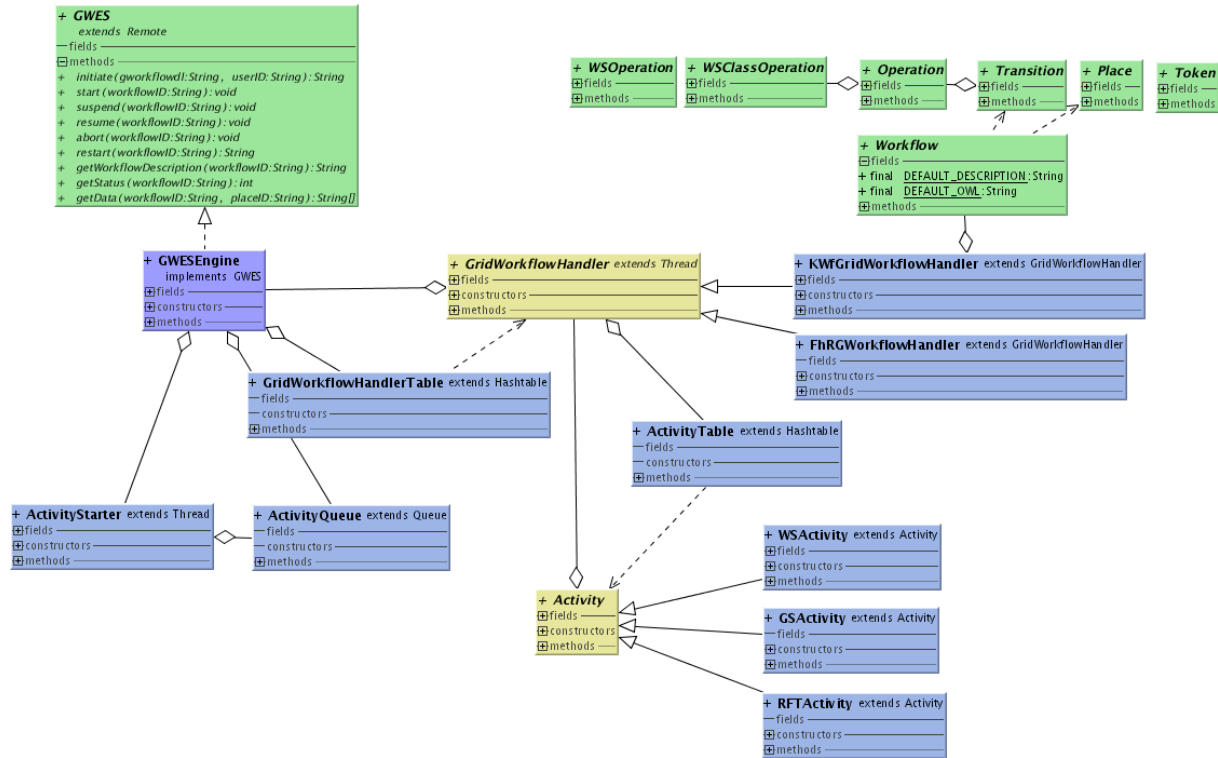 + GWES
extends Remote
fields
methods
+ initiate(gworkflowdl:String, userID:String):String
+ start(workflowID:String):void
+ suspend(workflowID:String):void
+ resume(workflowID:String):void
+ abort(workflowID:String):void
+ restart(workflowID:String):String
+ getWorkflowDescription(workflowID:String):String
+ getStatus(workflowID:String):int
+ getData(workflowID:String, placeID:String):String[]
+ WSOperation
fields
methods
+ WSClassOperation
fields
methods
+ Operation
fields
methods
+ Transition
fields
methods
+ Place
fields
methods
+ Token
fields
methods
+ Workflow
fields
+ final DEFAULT_DESCRIPTION:String
+ final DEFAULT_OWL:String
methods
+ GWESEngine
implements GWES
fields
constructors
methods
+ GridWorkflowHandler extends Thread
fields
constructors
methods
+ KWfGridWorkflowHandler extends GridWorkflowHandler
fields
constructors
methods
+ FhRGWorkflowHandler extends GridWorkflowHandler
fields
constructors
methods
+ GridWorkflowHandlerTable extends Hashtable
fields
constructors
methods
+ ActivityTable extends Hashtable
fields
constructors
methods
+ ActivityStarter extends Thread
fields
constructors
methods
+ ActivityQueue extends Queue
fields
constructors
methods
+ WSActivity extends Activity
fields
constructors
methods
+ Activity
fields
constructors
methods
+ GSActivity extends Activity
fields
constructors
methods
+ RFTActivity extends Activity
fields
constructors
methods